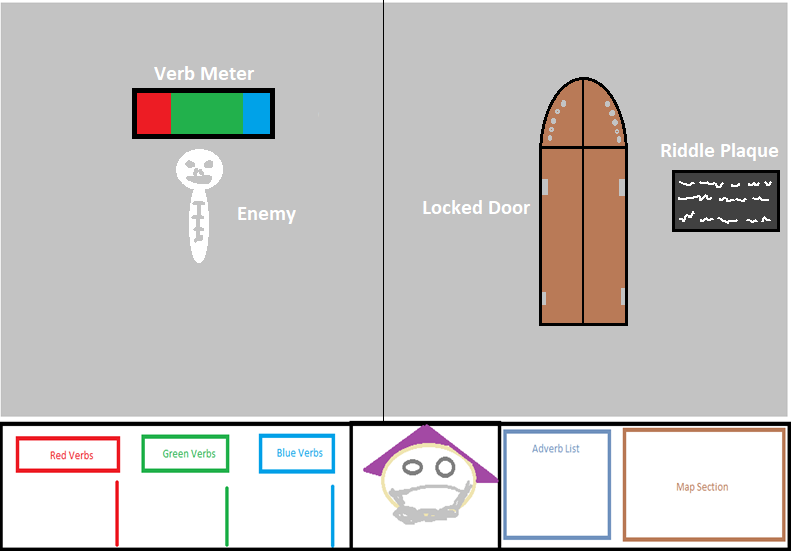 Verb Meter
Enemy
Locked Door
Riddle Plaque
Red Verbs
Green Verbs
Blue Verbs
Adverb List
Map Section